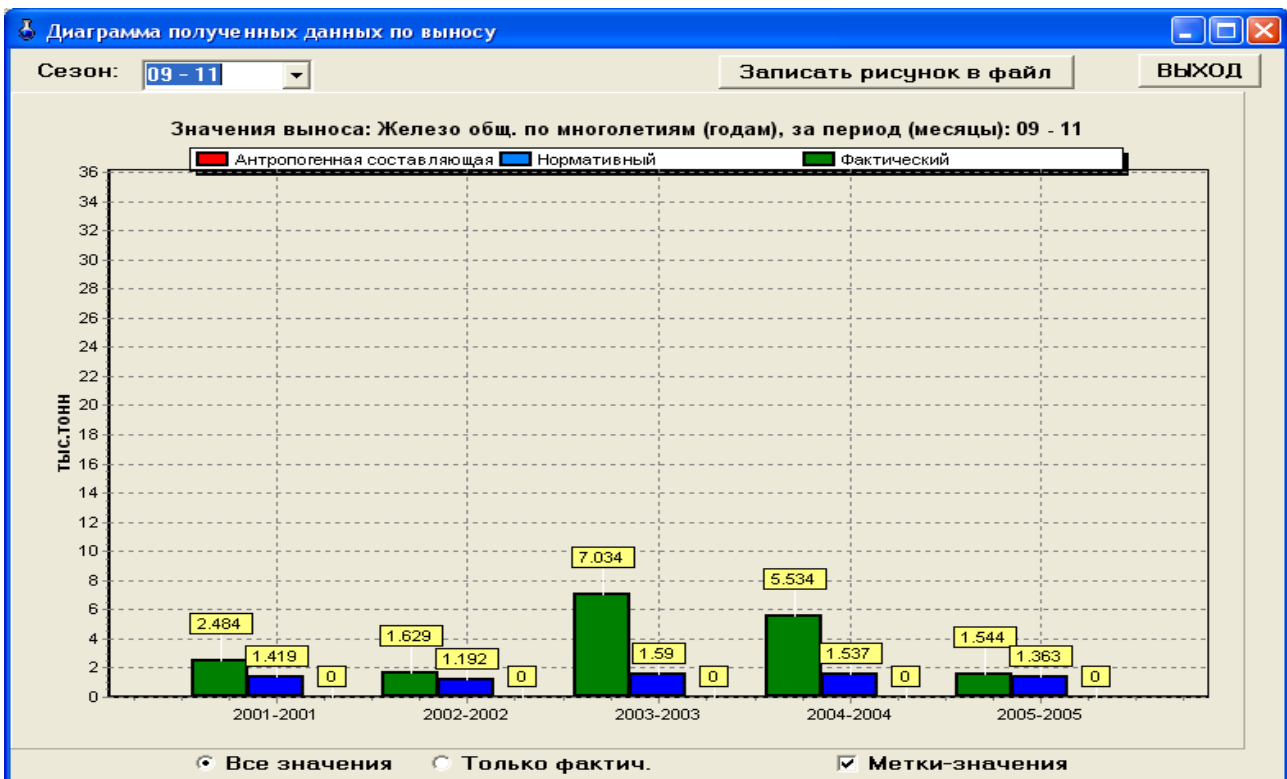 Диаграмма полученных данных по выносу
Сезон: 09 - 11 Записать рисунок в файл ВЫХОД
Значения выноса: Железо общ. по многолетиям (годам), за период (месяцы): 09 - 11
Антропогенная составляющая Нормативный Фактический
36
34
32
30
28
26
24
22
20
18
16
14
12
10
8
6
4
2
0
тыс.тонн
2.484 1.419 0
1.629 1.192 0
7.034 1.59 0
5.534 1.537 0
1.544 1.363 0
2001-2001 2002-2002 2003-2003 2004-2004 2005-2005
Все значения Только фактич. Метки-значения